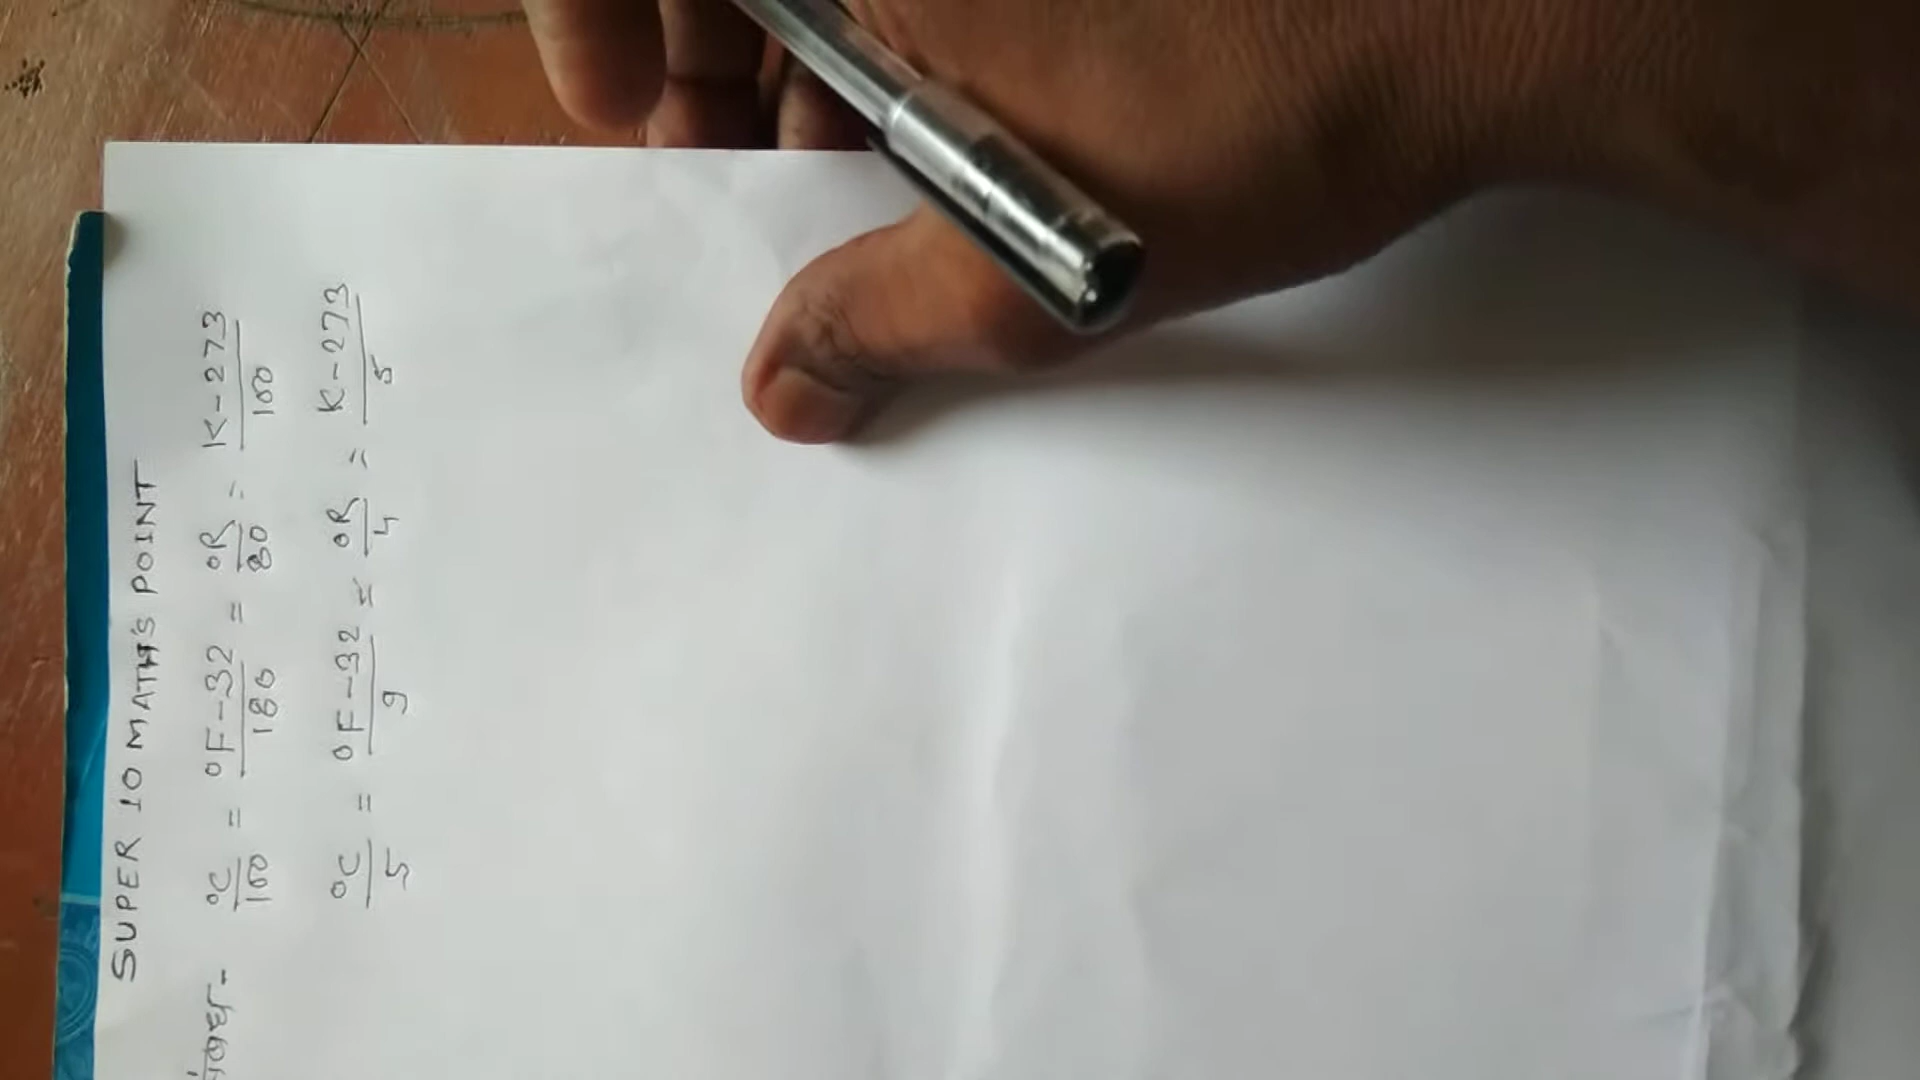 SUPER 10 MATH'S POINT
°C/100 = °F-32/180 = °R/80 = K-273/100
°C/5 = °F-32/9 = °R/4 = K-273/5